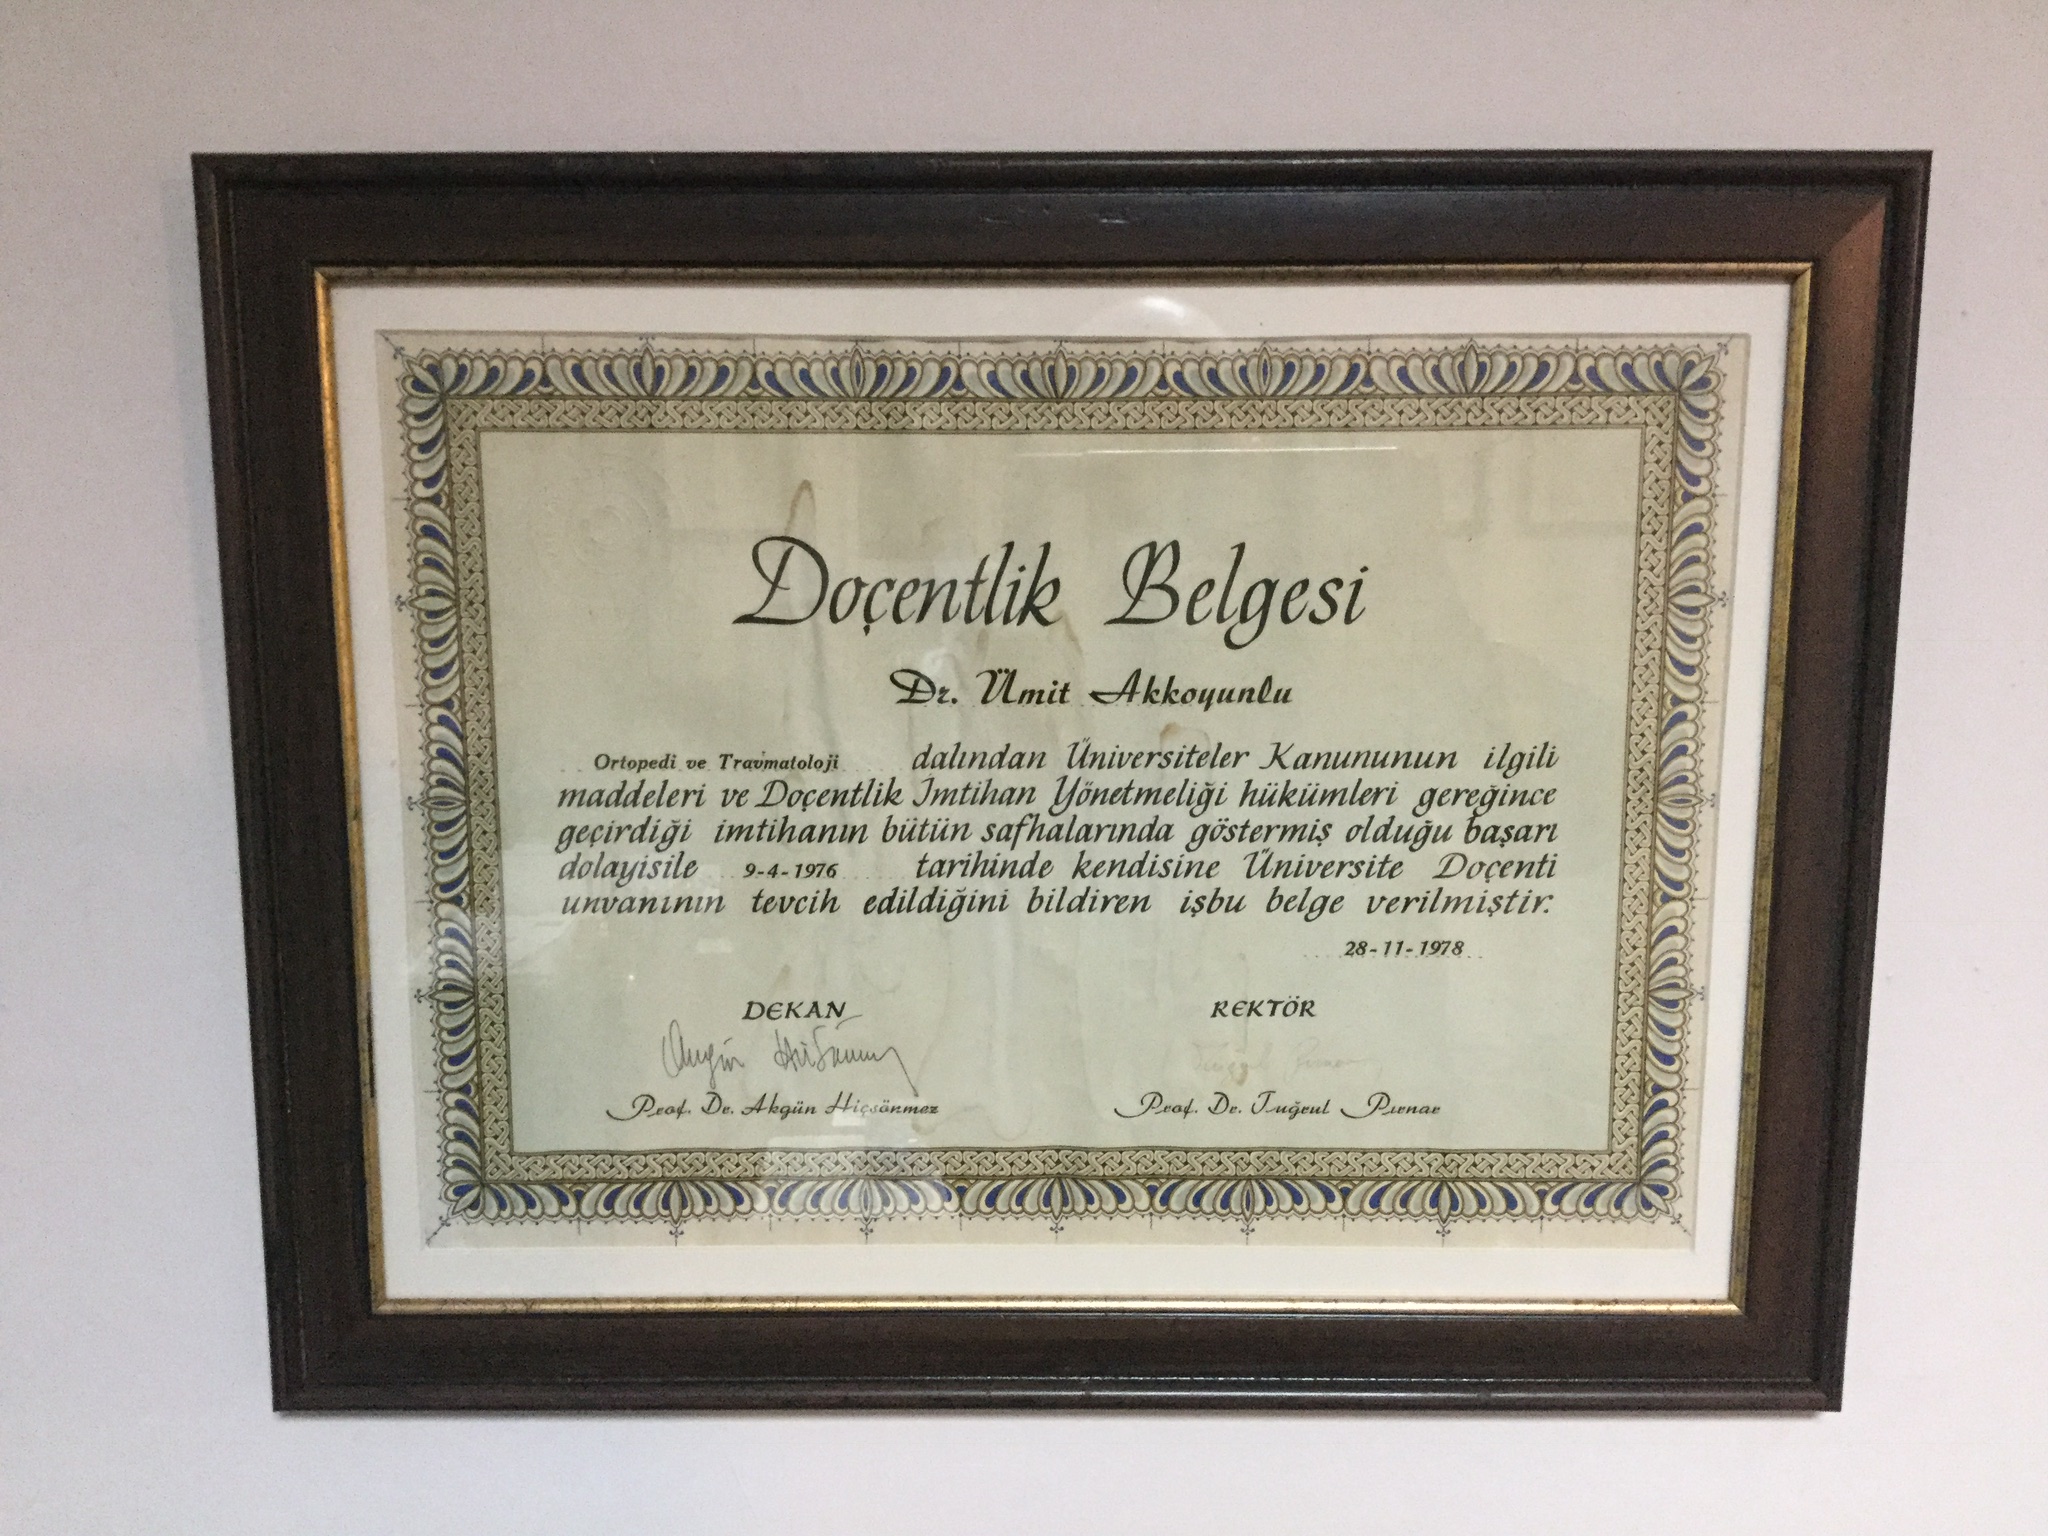 Doçentlik Belgesi
Dr. Ümit Akkoyunlu
Ortopedi ve Travmatoloji dalından Üniversiteler Kanununun ilgili
maddeleri ve Doçentlik İmtihan Yönetmeliği hükümleri gereğince
geçirdiği imtihanın bütün safhalarında göstermiş olduğu başarı
dolayisile 9-4-1976 tarihinde kendisine Üniversite Doçenti
unvanının tevcih edildiğini bildiren işbu belge verilmiştir.
28-11-1978
DEKAN REKTÖR
Prof. Dr. Akgün Hiçsönmez Prof. Dr. Tuğrul Pırnar